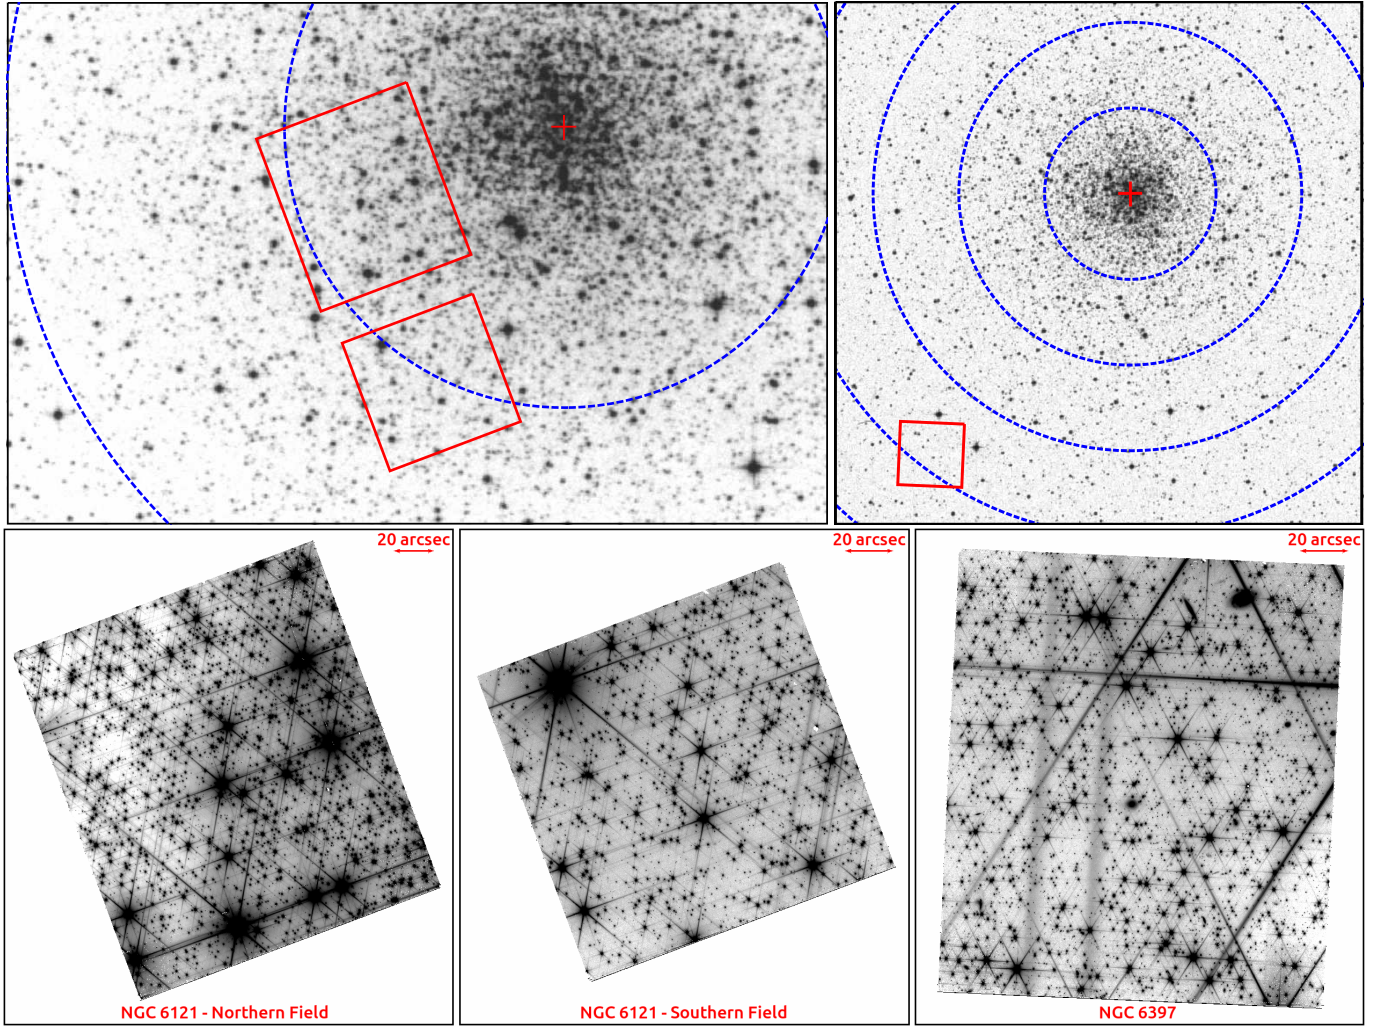 20 arcsec
20 arcsec
20 arcsec
NGC 6121 - Northern Field
NGC 6121 - Southern Field
NGC 6397